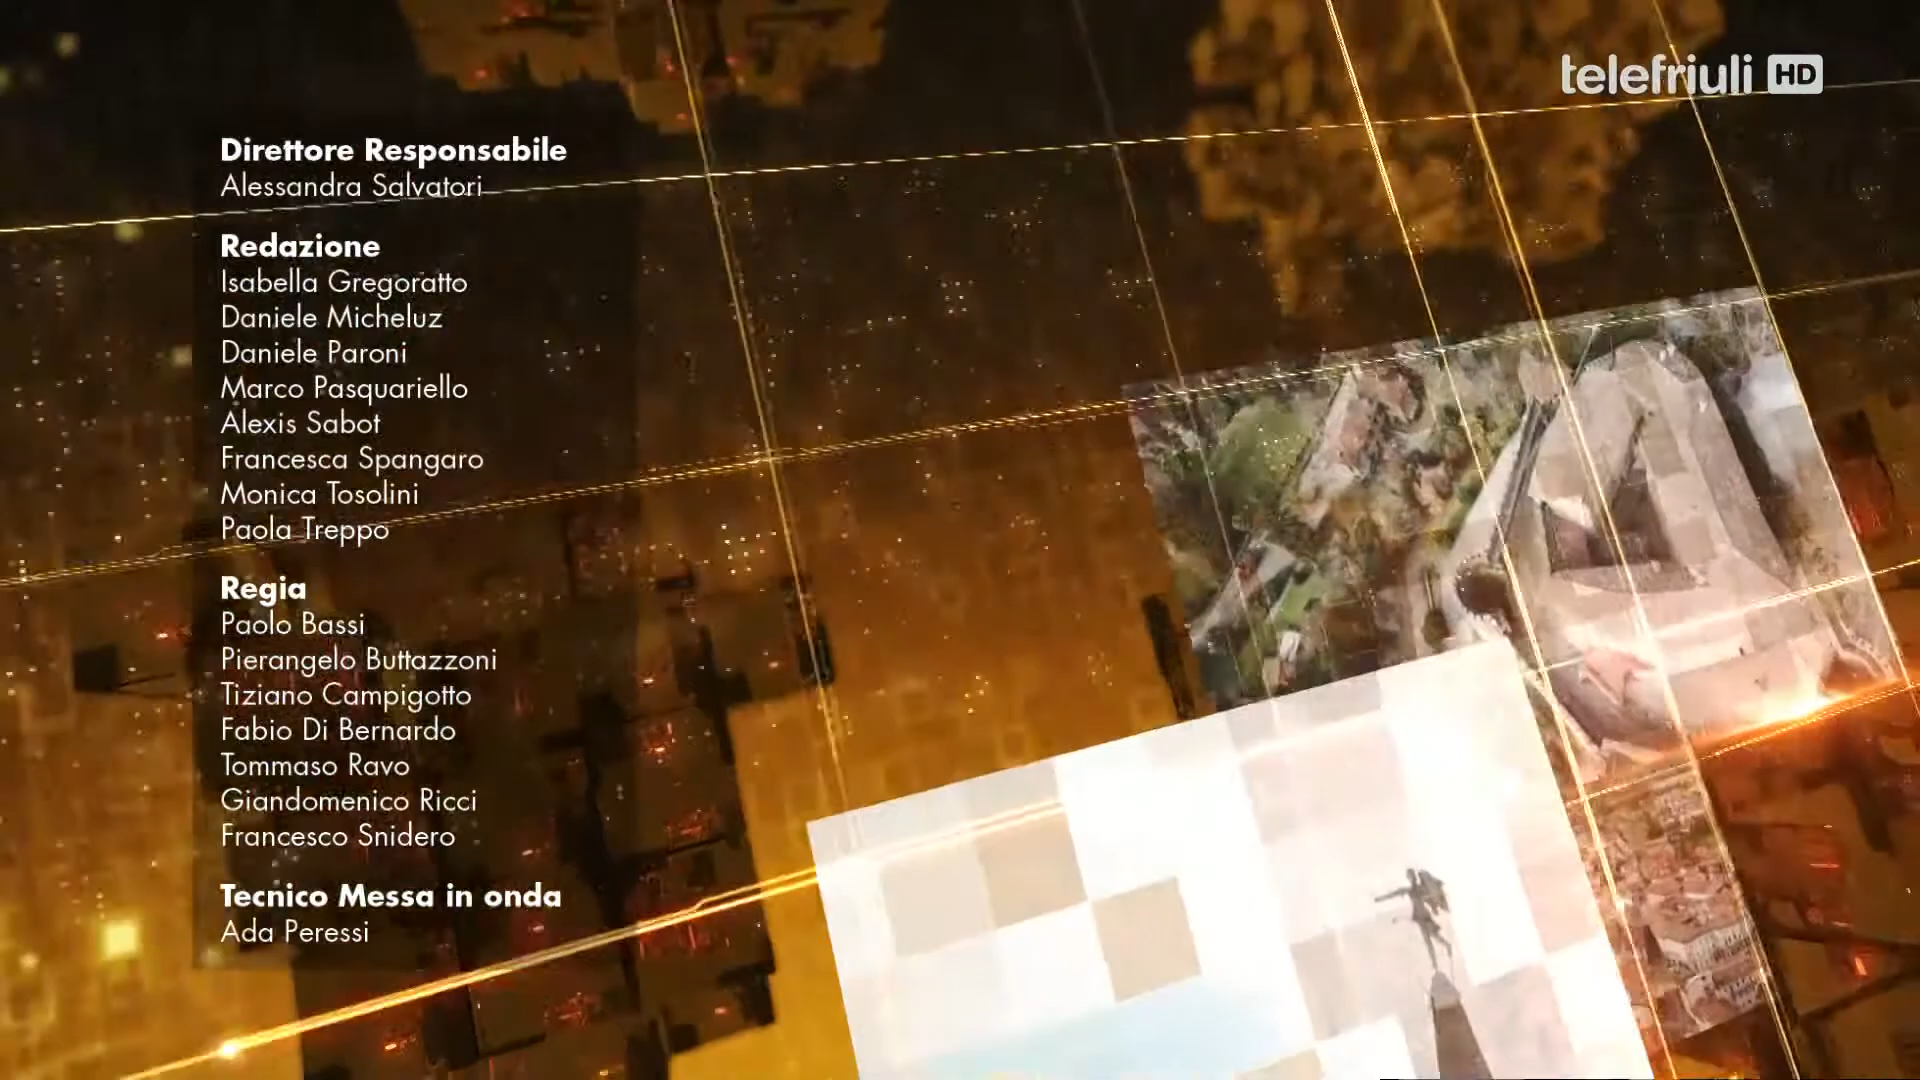 telefriuli HD
Direttore Responsabile
Alessandra Salvatori
Redazione
Isabella Gregoratto
Daniele Micheluz
Daniele Paroni
Marco Pasquariello
Alexis Sabot
Francesca Spangaro
Monica Tosolini
Paola Treppo
Regia
Paolo Bassi
Pierangelo Buttazzoni
Tiziano Campigotto
Fabio Di Bernardo
Tommaso Ravo
Giandomenico Ricci
Francesco Snidero
Tecnico Messa in onda
Ada Peressi